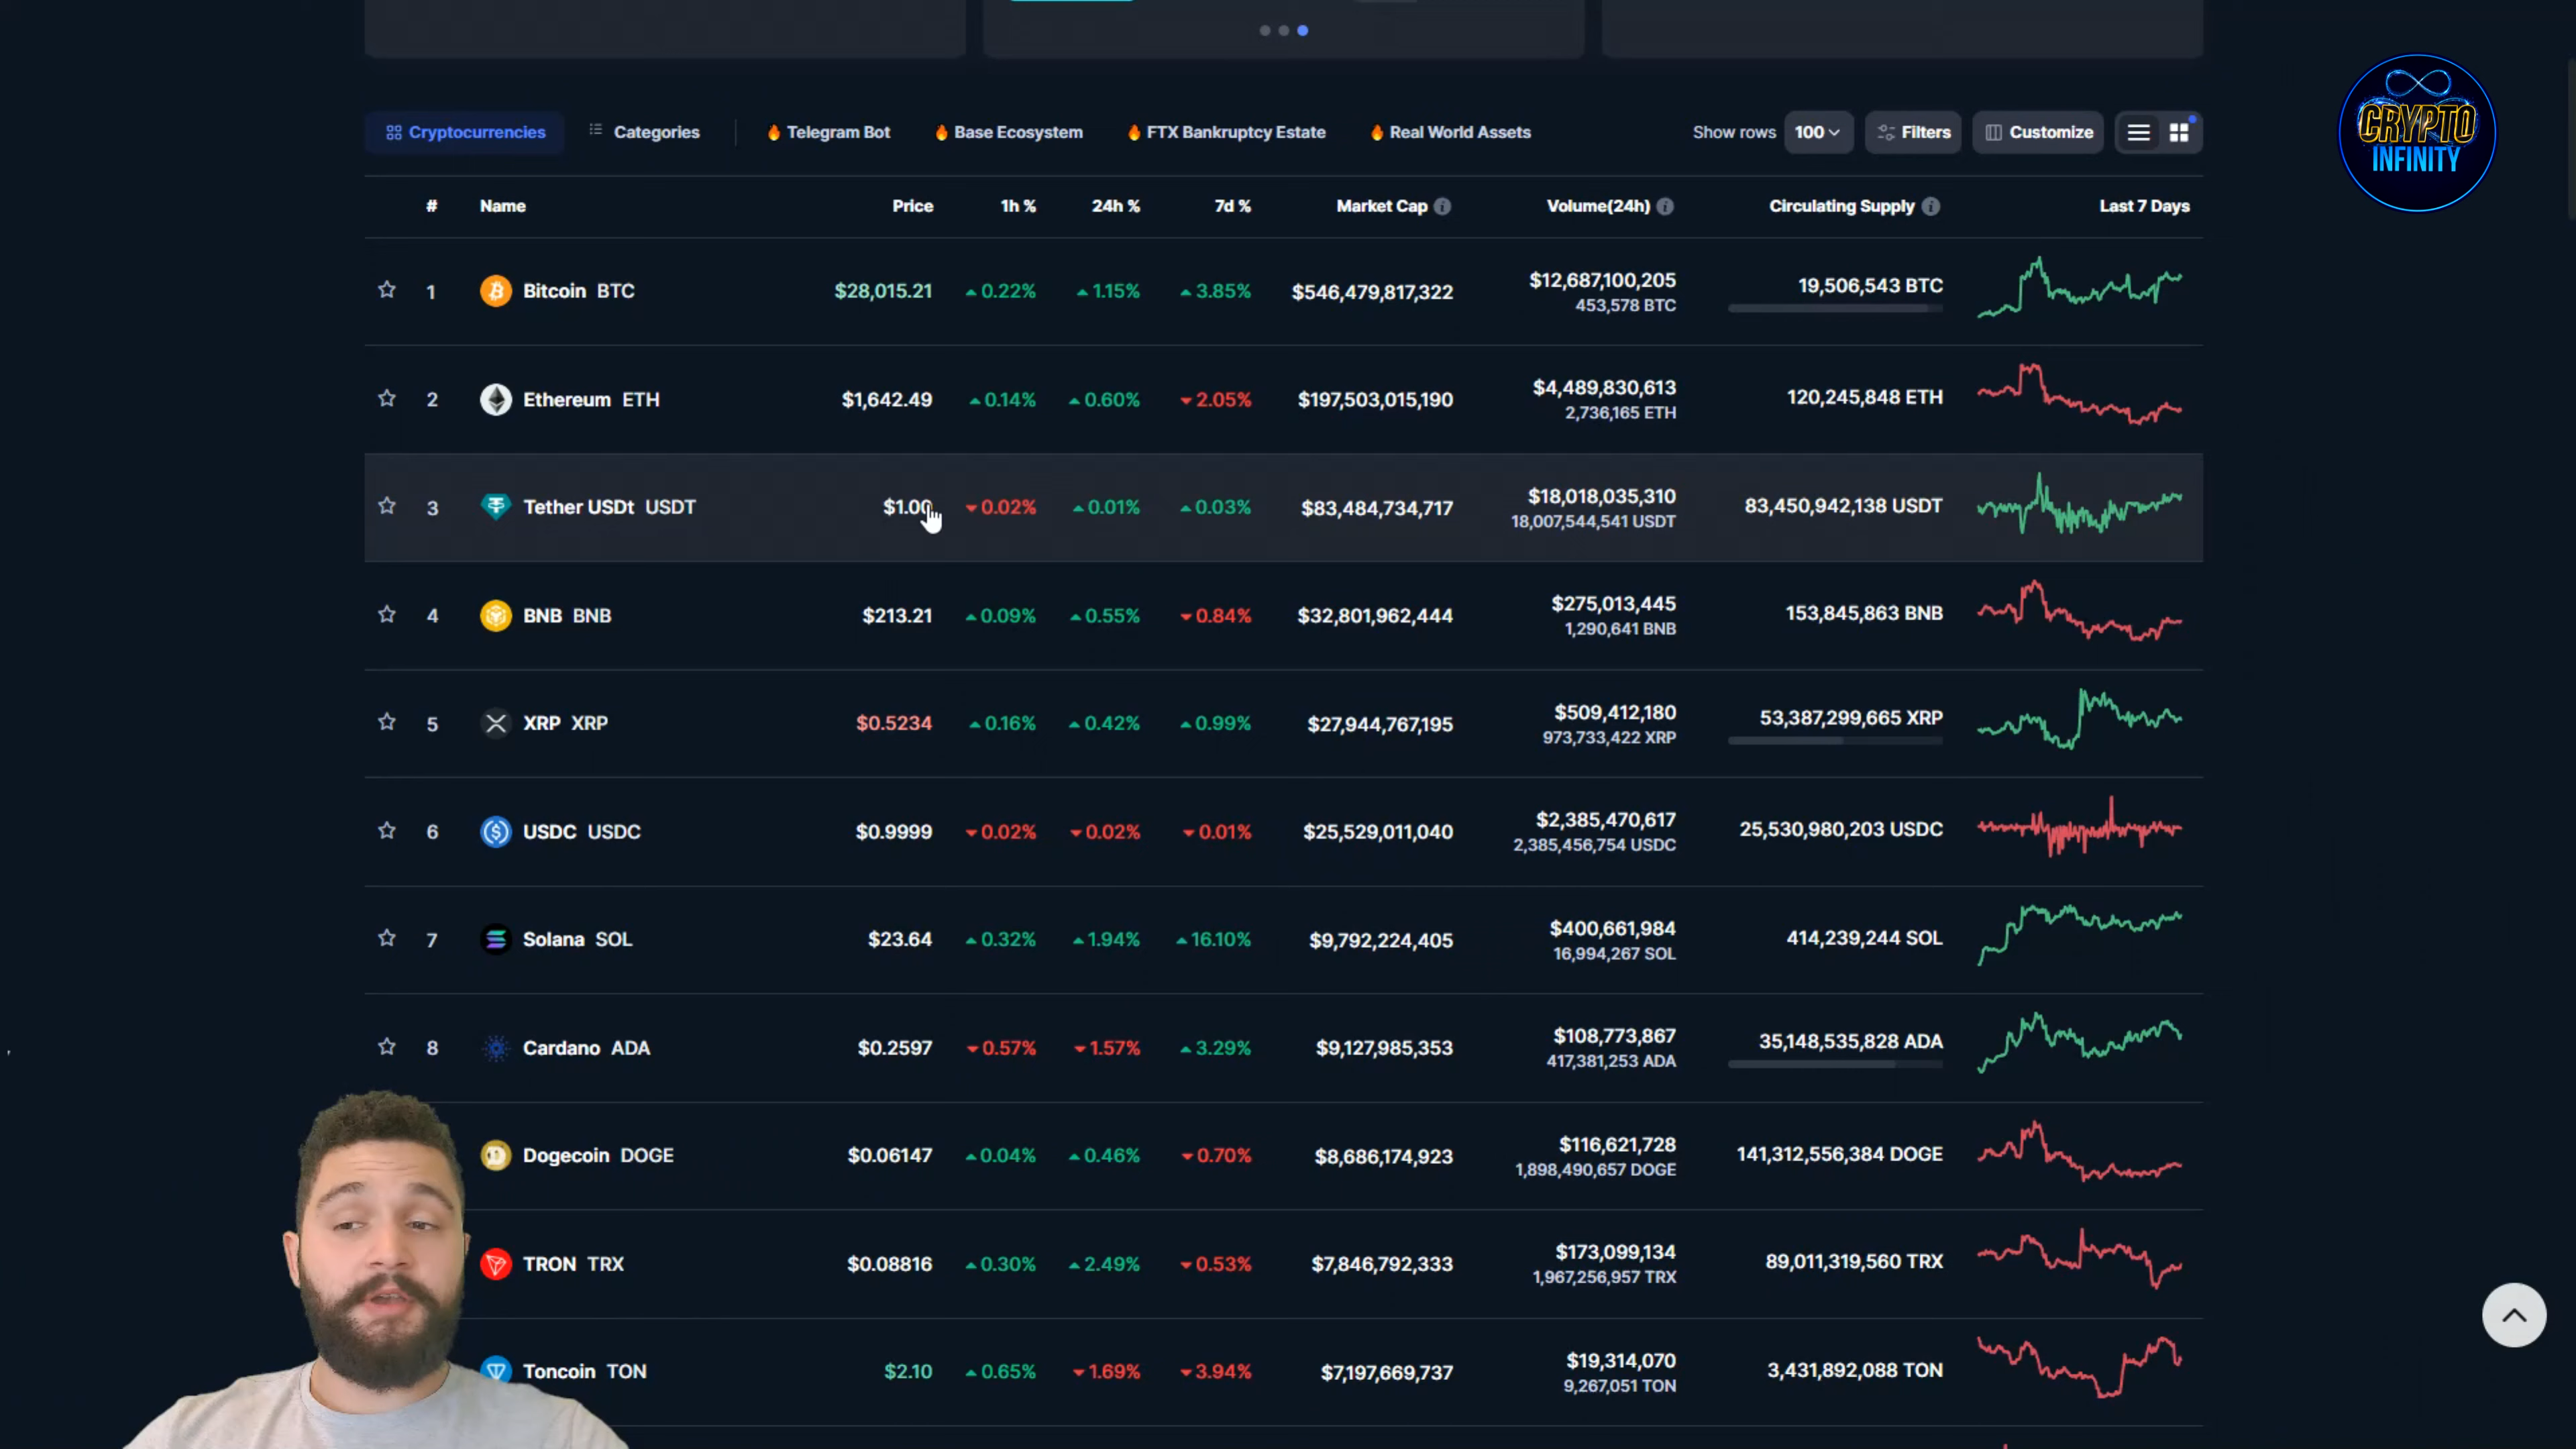 CRYPTO
INFINITY
Cryptocurrencies Categories Telegram Bot Base Ecosystem FTX Bankruptcy Estate Real World Assets Show rows 100 Filters Customize
# Name Price 1h % 24h % 7d % Market Cap Volume(24h) Circulating Supply Last 7 Days
1 Bitcoin BTC $28,015.21 0.22% 1.15% 3.85% $546,479,817,322 $12,687,100,205 19,506,543 BTC
453,578 BTC
2 Ethereum ETH $1,642.49 0.14% 0.60% 2.05% $197,503,015,190 $4,489,830,613 120,245,848 ETH
2,736,165 ETH
3 Tether USDt USDT $1.00 0.02% 0.01% 0.03% $83,484,734,717 $18,018,035,310 83,450,942,138 USDT
18,007,544,541 USDT
4 BNB BNB $213.21 0.09% 0.55% 0.84% $32,801,962,444 $275,013,445 153,845,863 BNB
1,290,641 BNB
5 XRP XRP $0.5234 0.16% 0.42% 0.99% $27,944,767,195 $509,412,180 53,387,299,665 XRP
973,733,422 XRP
6 USDC USDC $0.9999 0.02% 0.02% 0.01% $25,529,011,040 $2,385,470,617 25,530,980,203 USDC
2,385,456,754 USDC
7 Solana SOL $23.64 0.32% 1.94% 16.10% $9,792,224,405 $400,661,984 414,239,244 SOL
16,994,267 SOL
8 Cardano ADA $0.2597 0.57% 1.57% 3.29% $9,127,985,353 $108,773,867 35,148,535,828 ADA
417,381,253 ADA
Dogecoin DOGE $0.06147 0.04% 0.46% 0.70% $8,686,174,923 $116,621,728 141,312,556,384 DOGE
1,898,490,657 DOGE
TRON TRX $0.08816 0.30% 2.49% 0.53% $7,846,792,333 $173,099,134 89,011,319,560 TRX
1,967,256,957 TRX
Toncoin TON $2.10 0.65% 1.69% 3.94% $7,197,669,737 $19,314,070 3,431,892,088 TON
9,267,051 TON